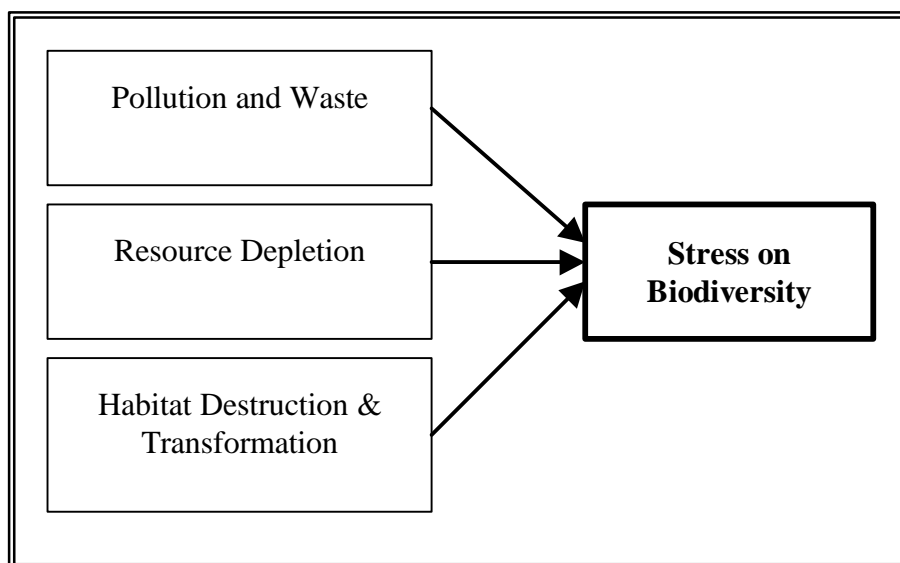 Pollution and Waste
Resource Depletion
Stress on
Biodiversity
Habitat Destruction &
Transformation